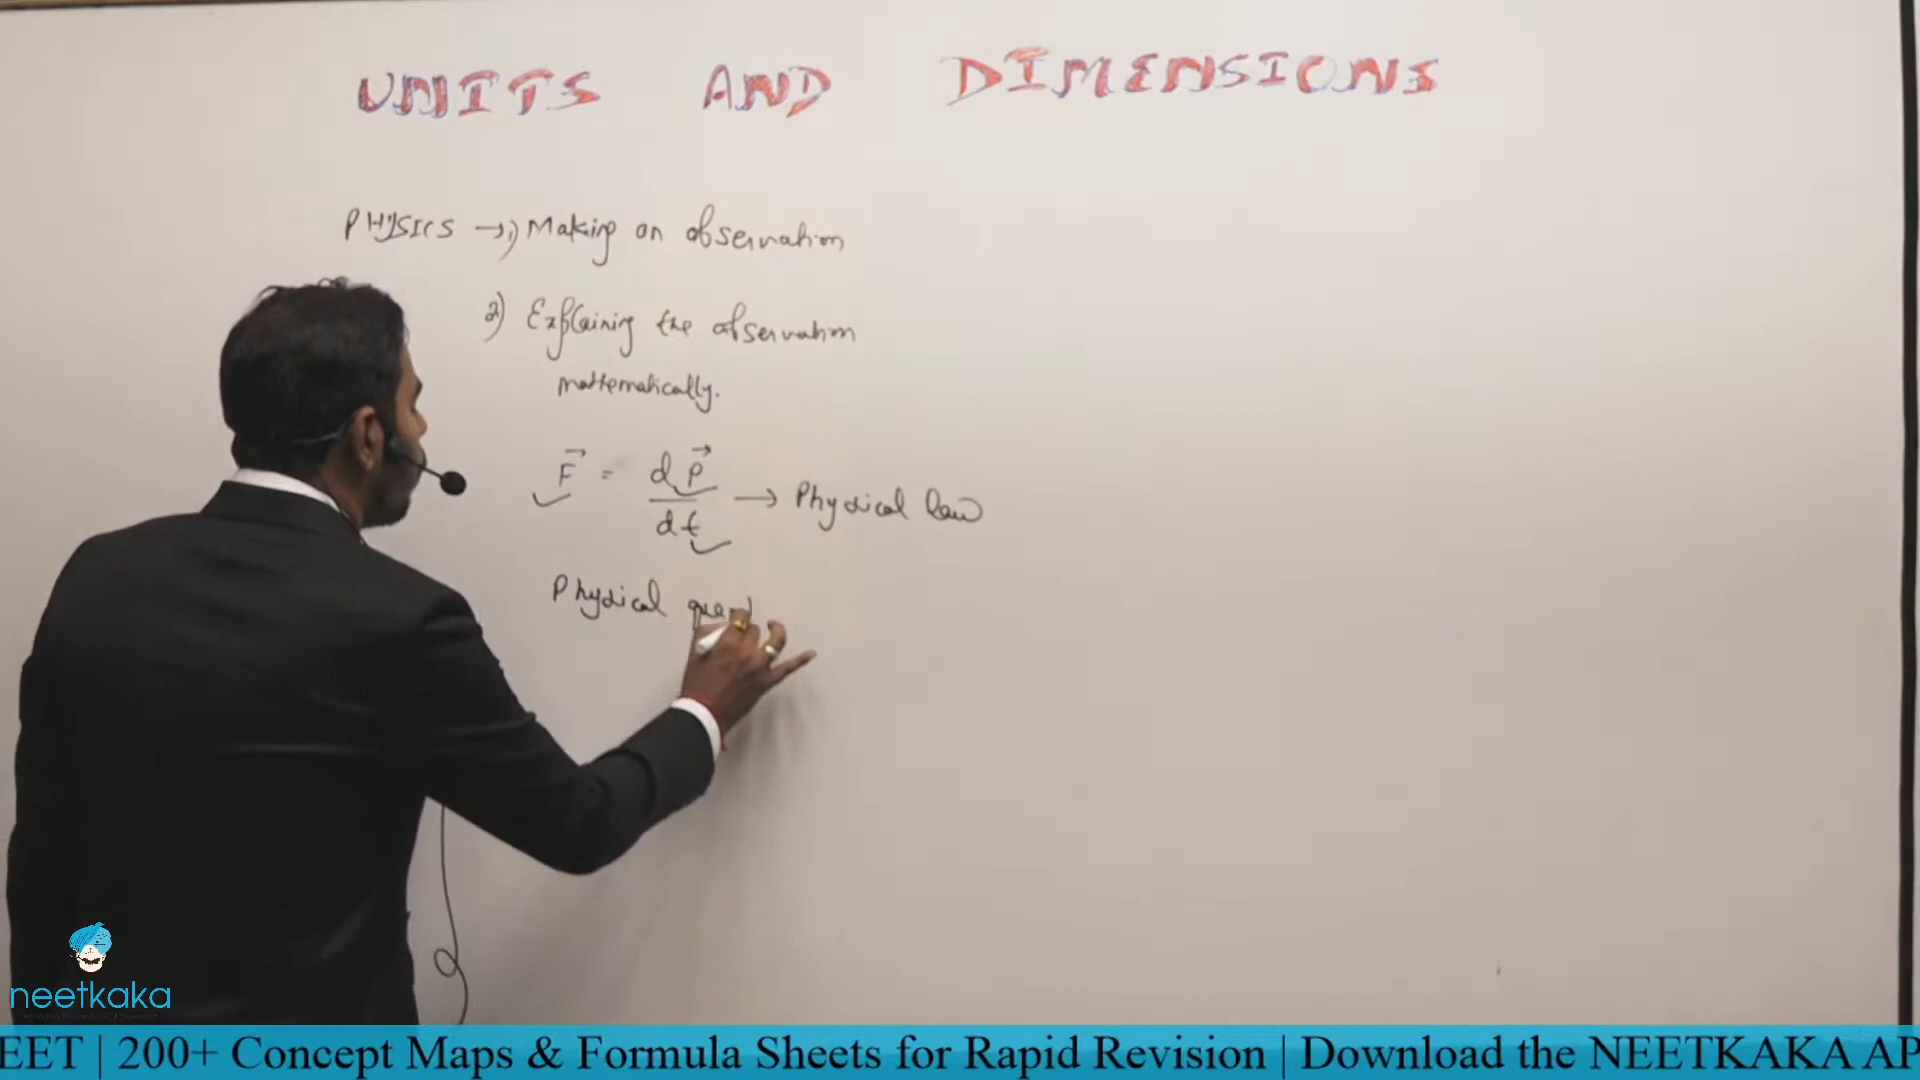 UNITS AND DIMENSIONS
PHYSICS → 1) Making an observation
2) Explaining the observation
mathematically.
F⃗ = dP⃗/dt → Physical law
Physical quant
neetkaka
EET | 200+ Concept Maps & Formula Sheets for Rapid Revision | Download the NEETKAKA AP